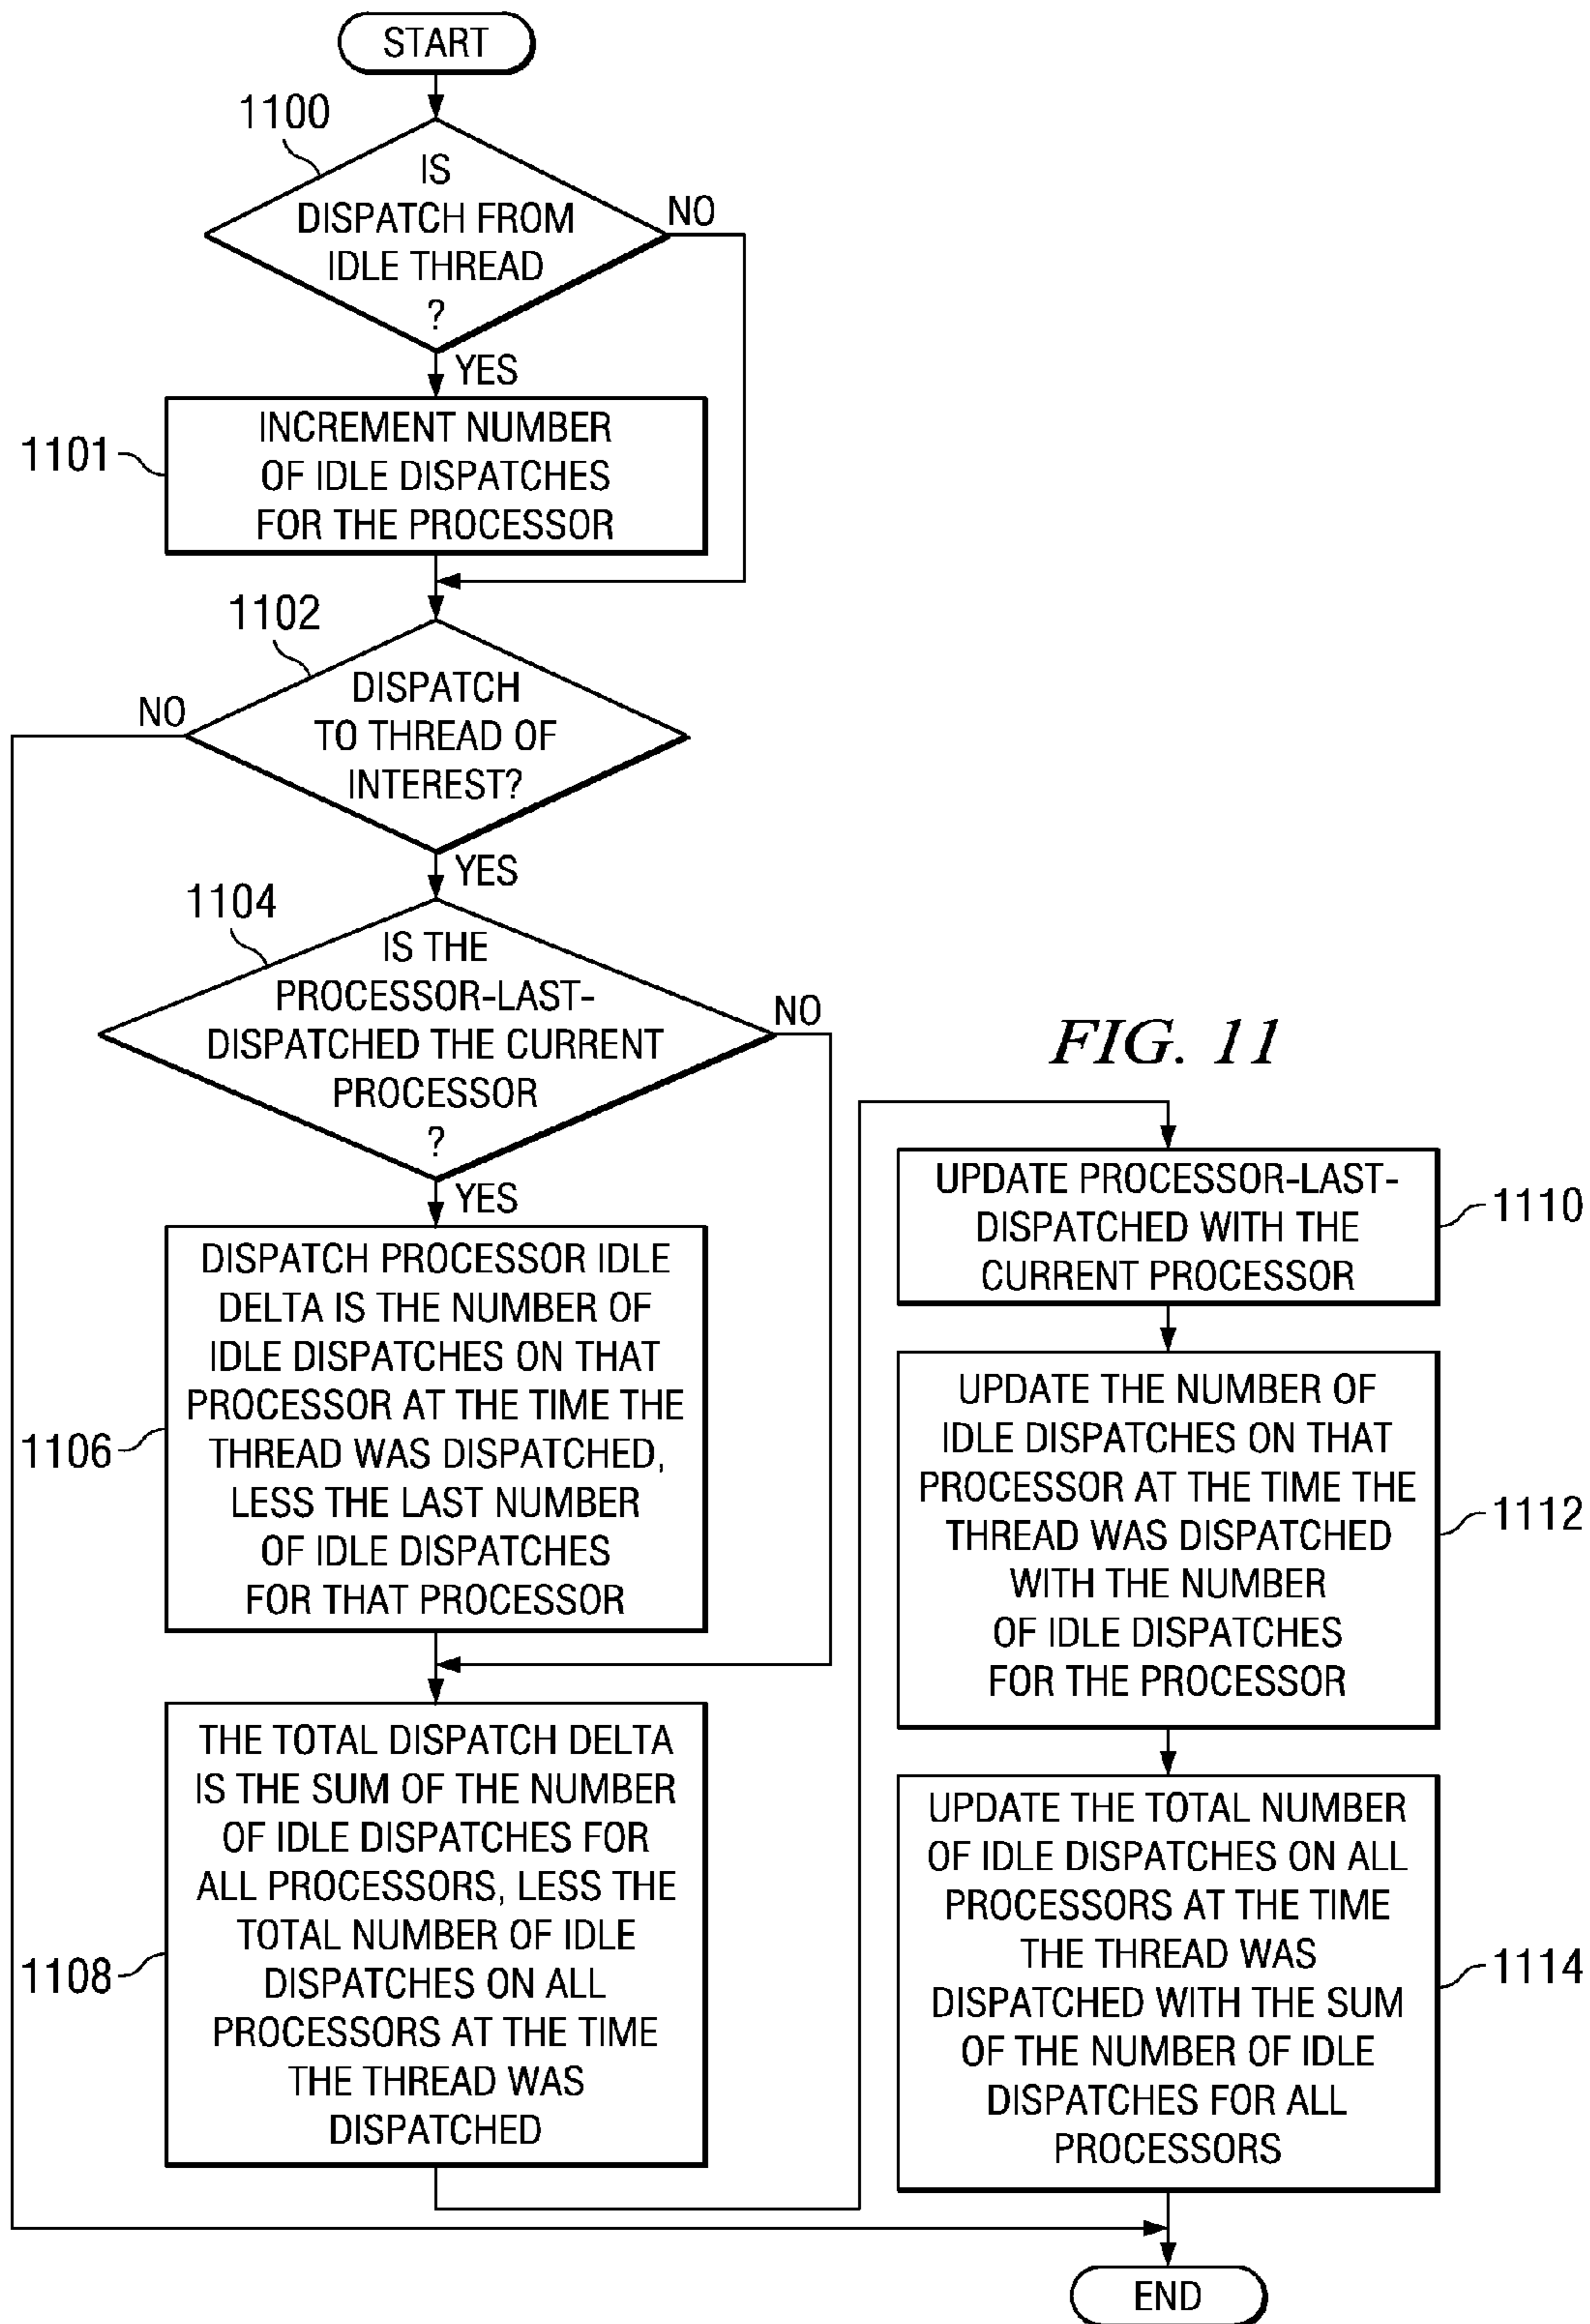 START
1100
IS
DISPATCH FROM
IDLE THREAD
?
NO
YES
1101
INCREMENT NUMBER
OF IDLE DISPATCHES
FOR THE PROCESSOR
1102
DISPATCH
TO THREAD OF
INTEREST?
NO
YES
1104
IS THE
PROCESSOR-LAST-
DISPATCHED THE CURRENT
PROCESSOR
?
NO
YES
1106
DISPATCH PROCESSOR IDLE
DELTA IS THE NUMBER OF
IDLE DISPATCHES ON THAT
PROCESSOR AT THE TIME THE
THREAD WAS DISPATCHED,
LESS THE LAST NUMBER
OF IDLE DISPATCHES
FOR THAT PROCESSOR
1108
THE TOTAL DISPATCH DELTA
IS THE SUM OF THE NUMBER
OF IDLE DISPATCHES FOR
ALL PROCESSORS, LESS THE
TOTAL NUMBER OF IDLE
DISPATCHES ON ALL
PROCESSORS AT THE TIME
THE THREAD WAS
DISPATCHED
FIG. 11
UPDATE PROCESSOR-LAST-
DISPATCHED WITH THE
CURRENT PROCESSOR
1110
UPDATE THE NUMBER OF
IDLE DISPATCHES ON THAT
PROCESSOR AT THE TIME THE
THREAD WAS DISPATCHED
WITH THE NUMBER
OF IDLE DISPATCHES
FOR THE PROCESSOR
1112
UPDATE THE TOTAL NUMBER
OF IDLE DISPATCHES ON ALL
PROCESSORS AT THE TIME
THE THREAD WAS
DISPATCHED WITH THE SUM
OF THE NUMBER OF IDLE
DISPATCHES FOR ALL
PROCESSORS
1114
END